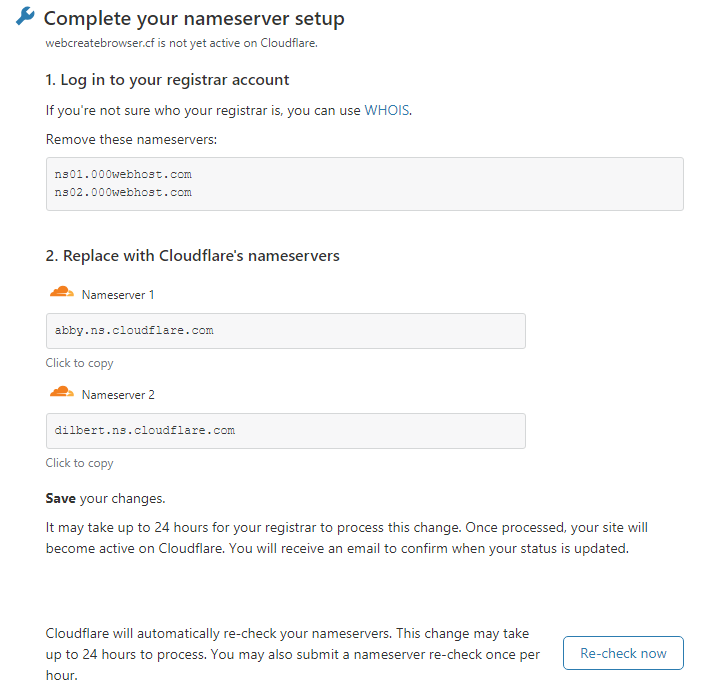 Complete your nameserver setup
webcreatebrowser.cf is not yet active on Cloudflare.
1. Log in to your registrar account
If you're not sure who your registrar is, you can use WHOIS.
Remove these nameservers:
ns01.000webhost.com
ns02.000webhost.com
2. Replace with Cloudflare's nameservers
Nameserver 1
abby.ns.cloudflare.com
Click to copy
Nameserver 2
dilbert.ns.cloudflare.com
Click to copy
Save your changes.
It may take up to 24 hours for your registrar to process this change. Once processed, your site will
become active on Cloudflare. You will receive an email to confirm when your status is updated.
Cloudflare will automatically re-check your nameservers. This change may take
up to 24 hours to process. You may also submit a nameserver re-check once per
hour.
Re-check now